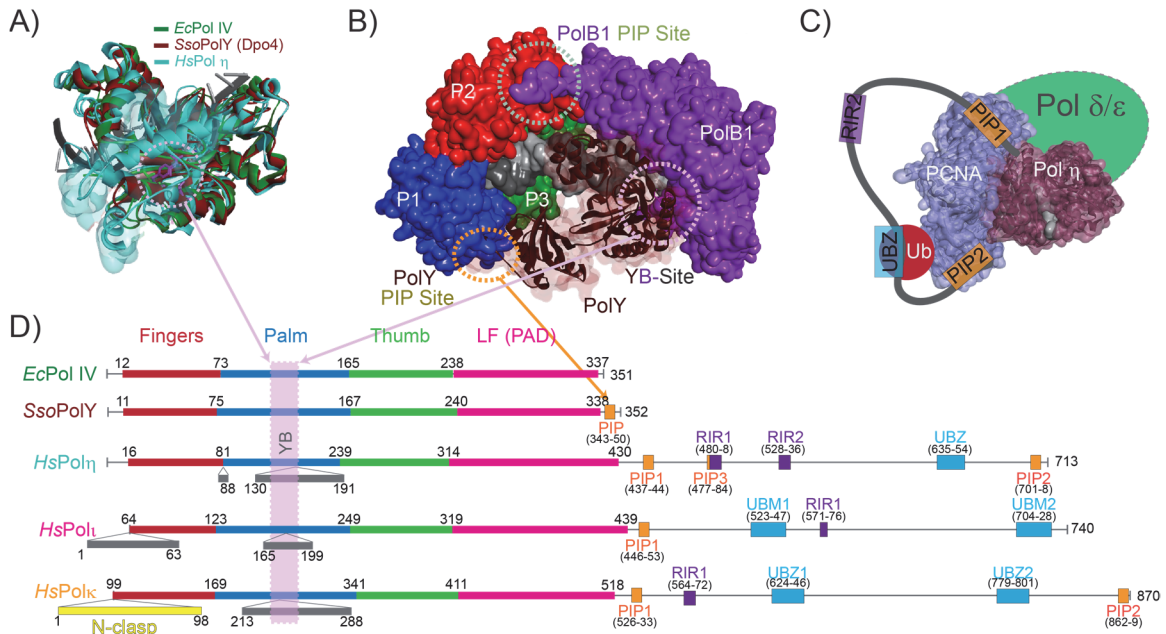 A)
EcPol IV
SsoPolY (Dpo4)
HsPol η
B)
PolB1 PIP Site
P2
PolB1
P1
P3
PolY
PIP Site
YB-Site
PolY
C)
RIR2
PIP1
Pol δ/ε
PCNA
Pol η
UBZ
Ub
PIP2
D)
Fingers Palm Thumb LF (PAD)
12 73 165 238 337
EcPol IV 351
11 75 167 240 338
SsoPolY 352
PIP
(343-50)
YB
RIR1 RIR2 UBZ
(480-8) (528-36) (635-54)
16 81 239 314 430
HsPolη 713
88 130 191
PIP1 PIP3 PIP2
(437-44) (477-84) (701-8)
UBM1 RIR1 UBM2
(523-47) (571-76) (704-28)
64 123 249 319 439
HsPolι 740
1 63 165 199
PIP1
(446-53)
RIR1 UBZ1 UBZ2
(564-72) (624-46) (779-801)
99 169 341 411 518
HsPolκ 870
1 98 213 288
N-clasp
PIP1 PIP2
(526-33) (862-9)